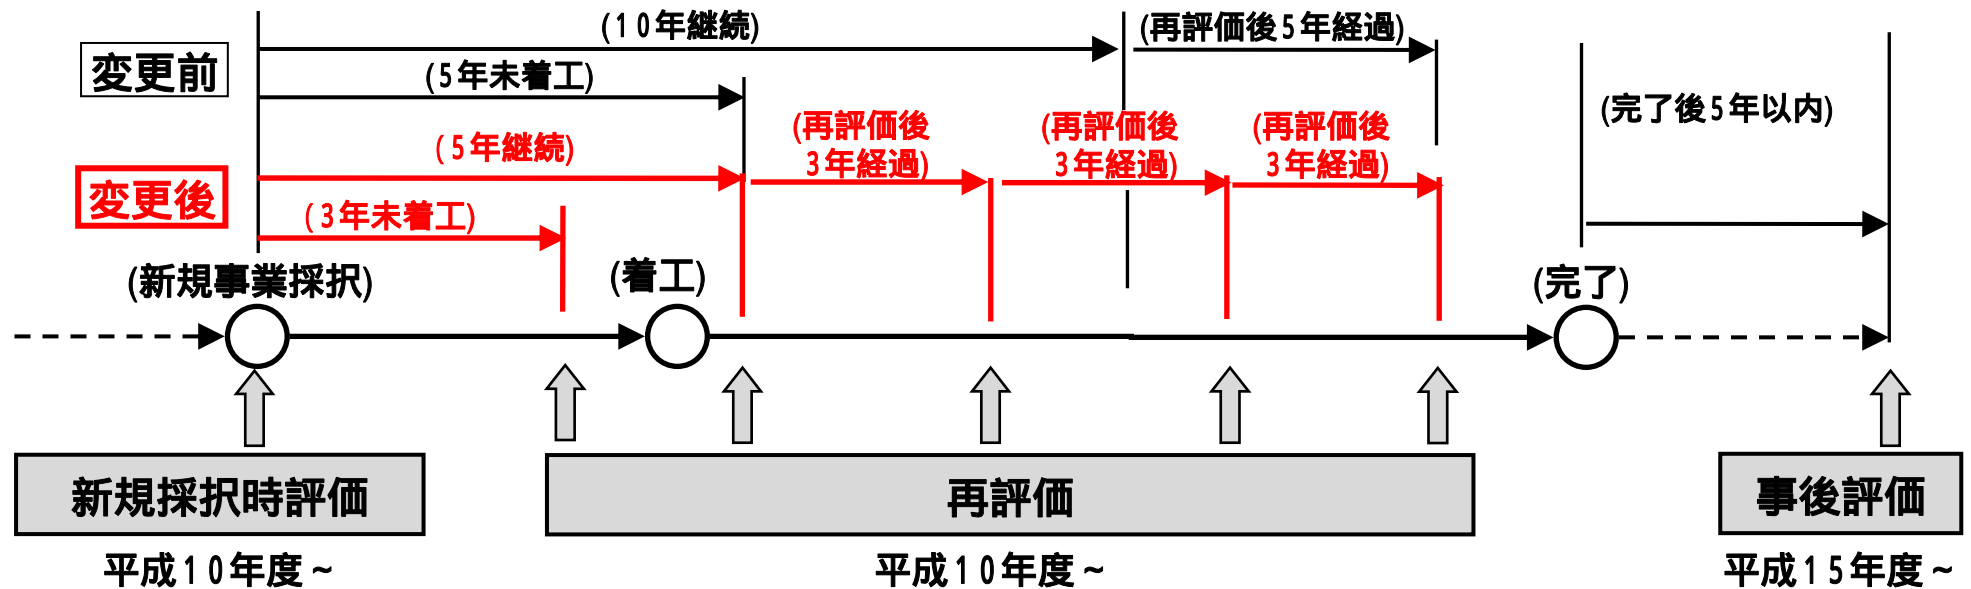 (10年継続)
(再評価後5年経過)
変更前
(5年未着工)
(完了後5年以内)
(再評価後
3年経過)
(再評価後
3年経過)
(再評価後
3年経過)
(5年継続)
変更後
(3年未着工)
(新規事業採択)
(着工)
(完了)
新規採択時評価
再評価
事後評価
平成10年度~
平成10年度~
平成15年度~